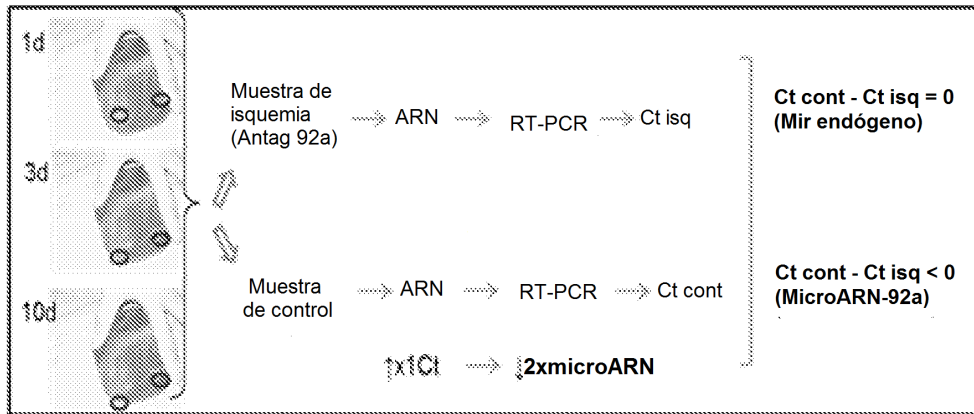 1d
3d
10d
Muestra de
isquemia
(Antag 92a)
ARN
RT-PCR
Ct isq
Muestra
de control
ARN
RT-PCR
Ct cont
↑x1Ct
↓2xmicroARN
Ct cont - Ct isq = 0
(Mir endógeno)
Ct cont - Ct isq < 0
(MicroARN-92a)